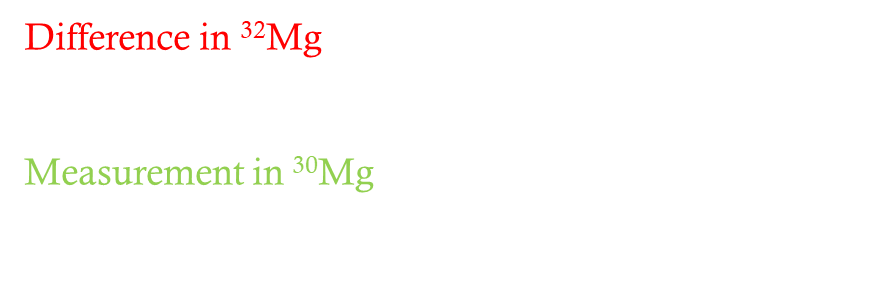 Difference in ³²Mg
Measurement in ³⁰Mg